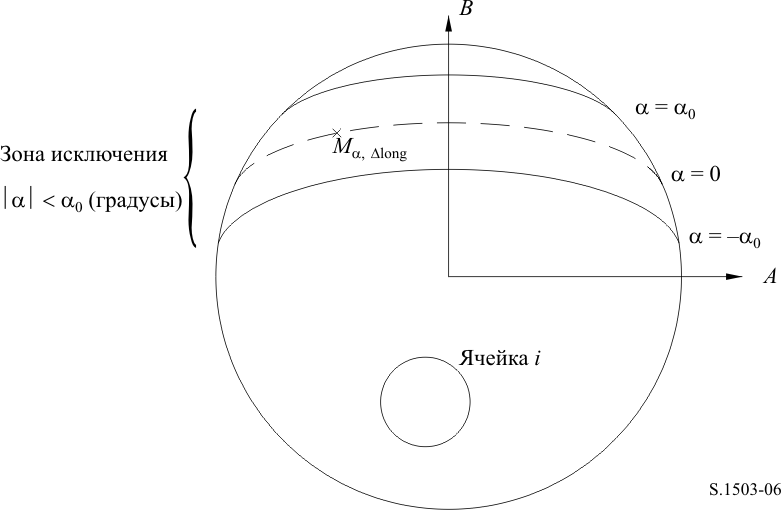 B
α = α0
Mα, Δlong
Зона исключения
α = 0
|α| < α0 (градусы)
α = –α0
A
Ячейка i
S.1503-06